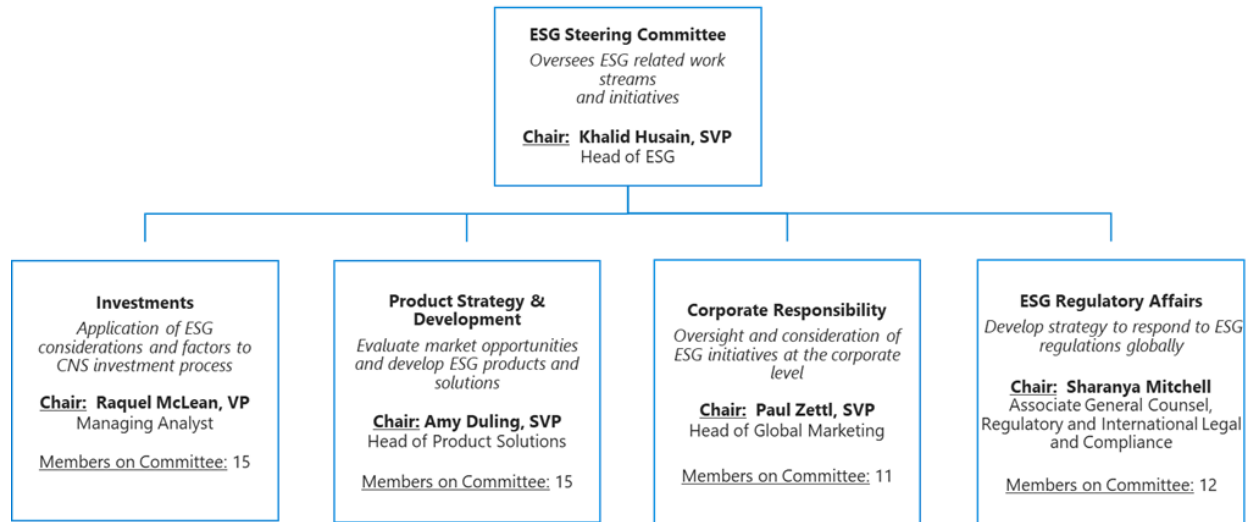 ESG Steering Committee
Oversees ESG related work
streams
and initiatives
Chair:  Khalid Husain, SVP
Head of ESG
Investments
Application of ESG
considerations and factors to
CNS investment process
Chair:  Raquel McLean, VP
Managing Analyst
Members on Committee: 15
Product Strategy &
Development
Evaluate market opportunities
and develop ESG products and
solutions
Chair: Amy Duling, SVP
Head of Product Solutions
Members on Committee: 15
Corporate Responsibility
Oversight and consideration of
ESG initiatives at the corporate
level
Chair:  Paul Zettl, SVP
Head of Global Marketing
Members on Committee: 11
ESG Regulatory Affairs
Develop strategy to respond to ESG
regulations globally
Chair:  Sharanya Mitchell
Associate General Counsel,
Regulatory and International Legal
and Compliance
Members on Committee: 12